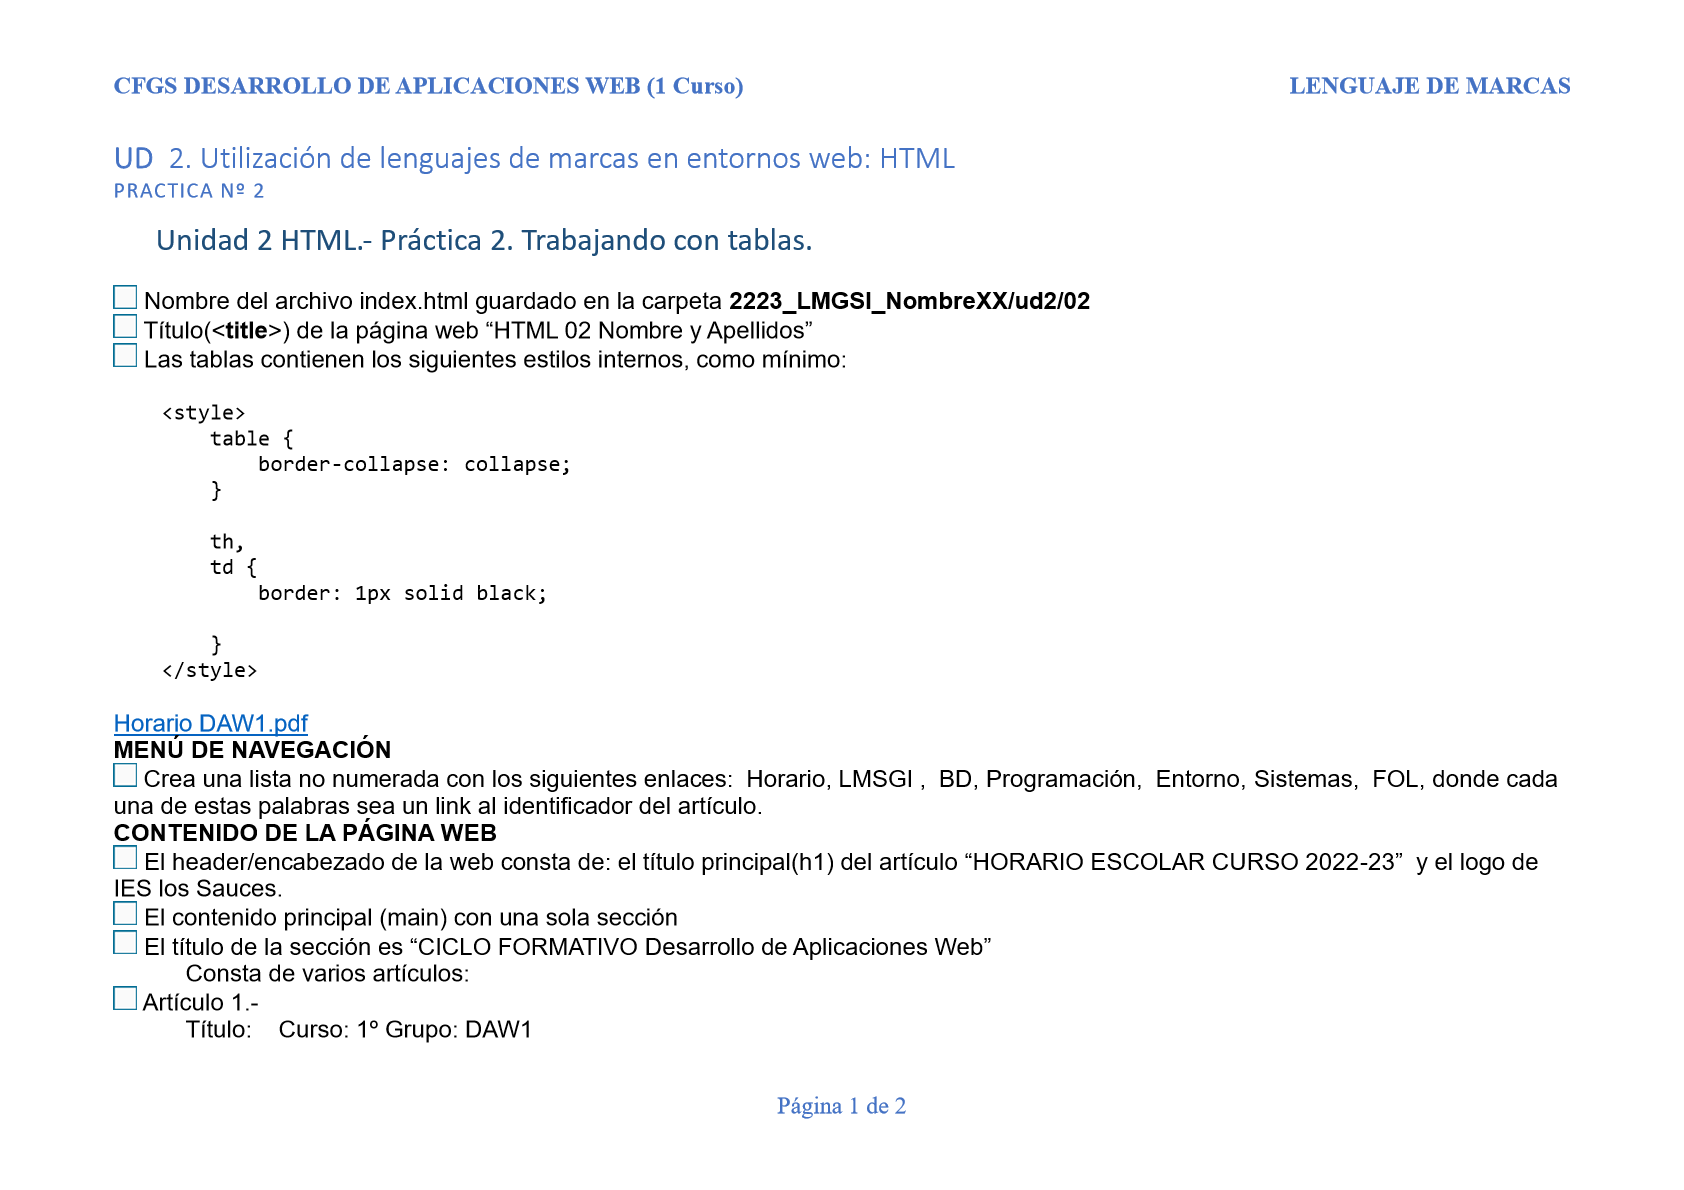 CFGS DESARROLLO DE APLICACIONES WEB (1 Curso) LENGUAJE DE MARCAS
UD 2. Utilización de lenguajes de marcas en entornos web: HTML
PRACTICA Nº 2
Unidad 2 HTML.- Práctica 2. Trabajando con tablas.
Nombre del archivo index.html guardado en la carpeta 2223_LMGSI_NombreXX/ud2/02
Título(<title>) de la página web “HTML 02 Nombre y Apellidos”
Las tablas contienen los siguientes estilos internos, como mínimo:
<style>
table {
border-collapse: collapse;
}
th,
td {
border: 1px solid black;
}
</style>
Horario DAW1.pdf
MENÚ DE NAVEGACIÓN
Crea una lista no numerada con los siguientes enlaces: Horario, LMSGI , BD, Programación, Entorno, Sistemas, FOL, donde cada
una de estas palabras sea un link al identificador del artículo.
CONTENIDO DE LA PÁGINA WEB
El header/encabezado de la web consta de: el título principal(h1) del artículo “HORARIO ESCOLAR CURSO 2022-23” y el logo de
IES los Sauces.
El contenido principal (main) con una sola sección
El título de la sección es “CICLO FORMATIVO Desarrollo de Aplicaciones Web”
Consta de varios artículos:
Artículo 1.-
Título: Curso: 1º Grupo: DAW1
Página 1 de 2